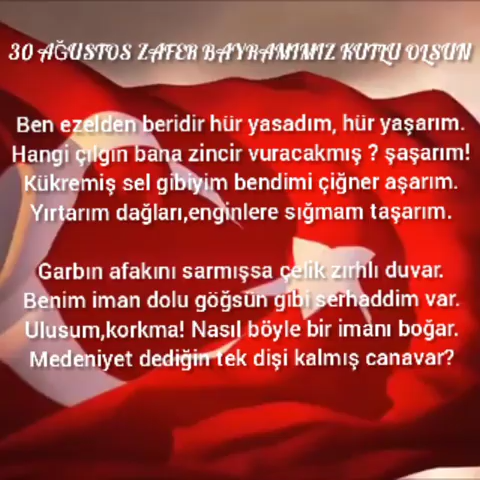 30 AĞUSTOS ZAFER BAYRAMIMIZ KUTLU OLSUN
Ben ezelden beridir hür yasadım, hür yaşarım.
Hangi çılgın bana zincir vuracakmış ? şaşarım!
Kükremiş sel gibiyim bendimi çiğner aşarım.
Yırtarım dağları,enginlere sığmam taşarım.
Garbın afakını sarmışsa çelik zırhlı duvar.
Benim iman dolu göğsün gibi serhaddim var.
Ulusum,korkma! Nasıl böyle bir imanı boğar.
Medeniyet dediğin tek dişi kalmış canavar?